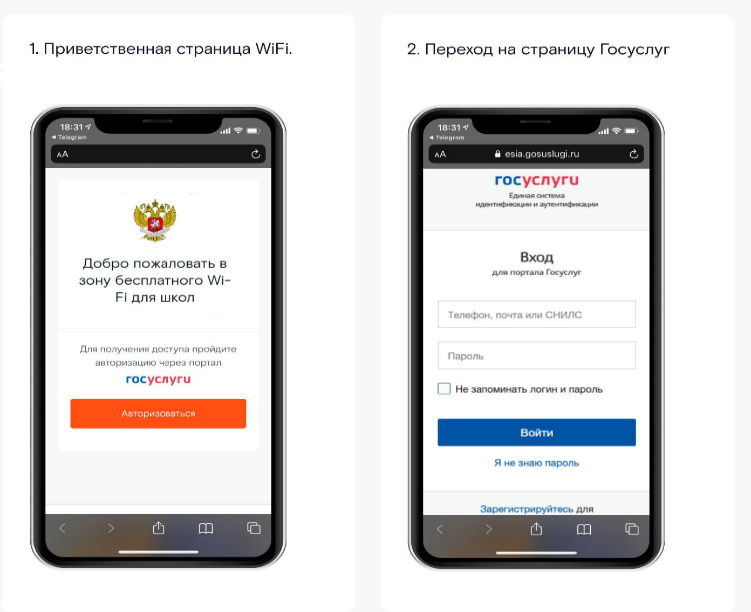 1. Приветственная страница WiFi.
18:31
Telegram
AA
Добро пожаловать в
зону бесплатного Wi-
Fi для школ
Для получения доступа пройдите
авторизацию через портал
госуслуги
Авторизоваться
2. Переход на страницу Госуслуг
18:31
Telegram
AA
esia.gosuslugi.ru
госуслуги
Единая система
идентификации и аутентификации
Вход
для портала Госуслуг
Телефон, почта или СНИЛС
Пароль
Не запоминать логин и пароль
Войти
Я не знаю пароль
Зарегистрируйтесь для